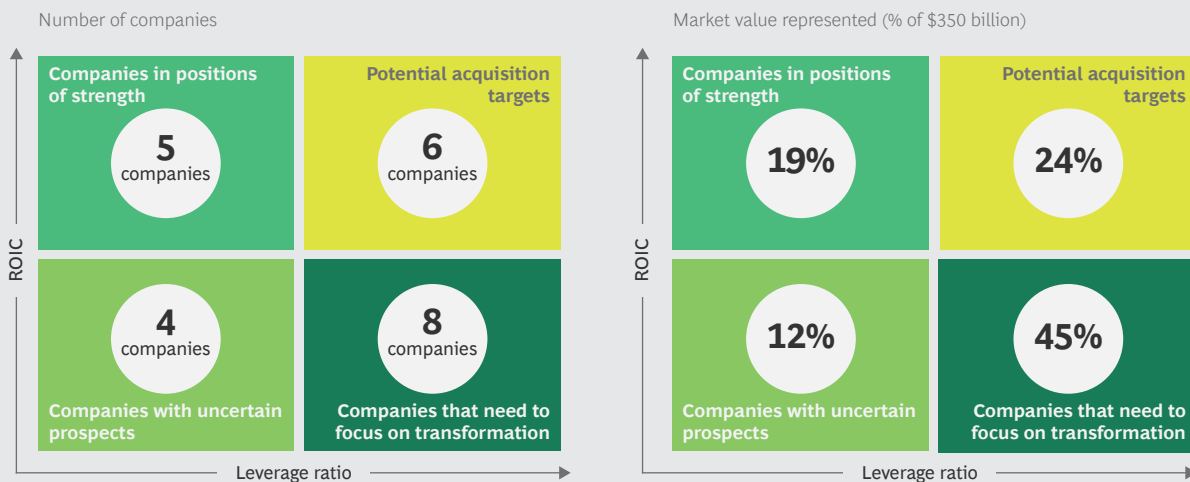 Number of companies
ROIC
Companies in positions
of strength
5
companies
Potential acquisition
targets
6
companies
4
companies
Companies with uncertain
prospects
8
companies
Companies that need to
focus on transformation
Leverage ratio
Market value represented (% of $350 billion)
ROIC
Companies in positions
of strength
19%
Potential acquisition
targets
24%
12%
Companies with uncertain
prospects
45%
Companies that need to
focus on transformation
Leverage ratio